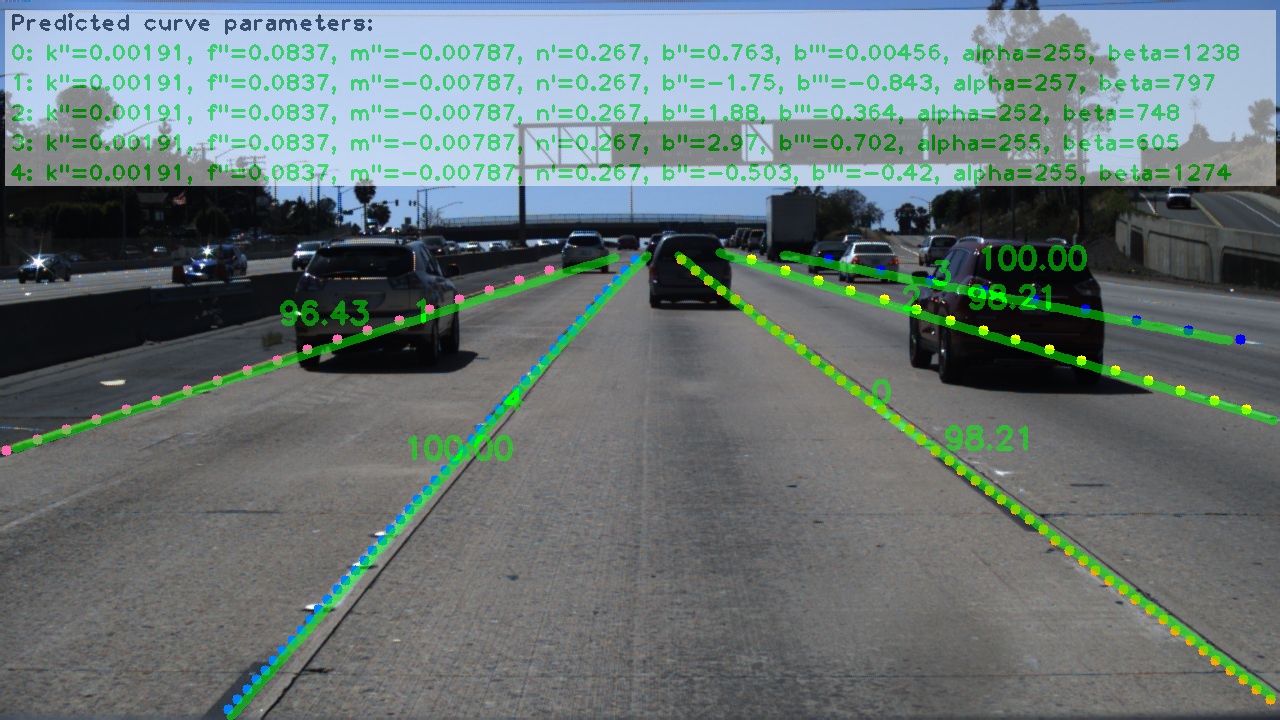 Predicted curve parameters:
0: k''=0.00191, f''=0.0837, m''=-0.00787, n'=0.267, b''=0.763, b'''=0.00456, alpha=255, beta=1238
1: k''=0.00191, f''=0.0837, m''=-0.00787, n'=0.267, b''=-1.75, b'''=-0.843, alpha=257, beta=797
2: k''=0.00191, f''=0.0837, m''=-0.00787, n'=0.267, b''=1.88, b'''=0.364, alpha=252, beta=748
3: k''=0.00191, f''=0.0837, m''=-0.00787, n'=0.267, b''=2.97, b'''=0.702, alpha=255, beta=605
4: k''=0.00191, f''=0.0837, m''=-0.00787, n'=0.267, b''=-0.503, b'''=-0.42, alpha=255, beta=1274
3 100.00
2 98.21
96.43 1
0
4
98.21
100.00